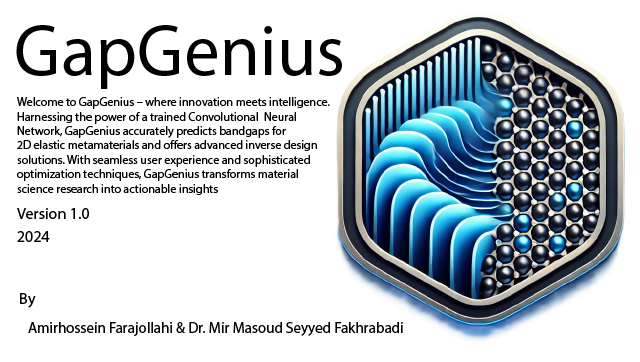 GapGenius
Welcome to GapGenius – where innovation meets intelligence.
Harnessing the power of a trained Convolutional Neural
Network, GapGenius accurately predicts bandgaps for
2D elastic metamaterials and offers advanced inverse design
solutions. With seamless user experience and sophisticated
optimization techniques, GapGenius transforms material
science research into actionable insights
Version 1.0
2024
By
Amirhossein Farajollahi & Dr. Mir Masoud Seyyed Fakhrabadi